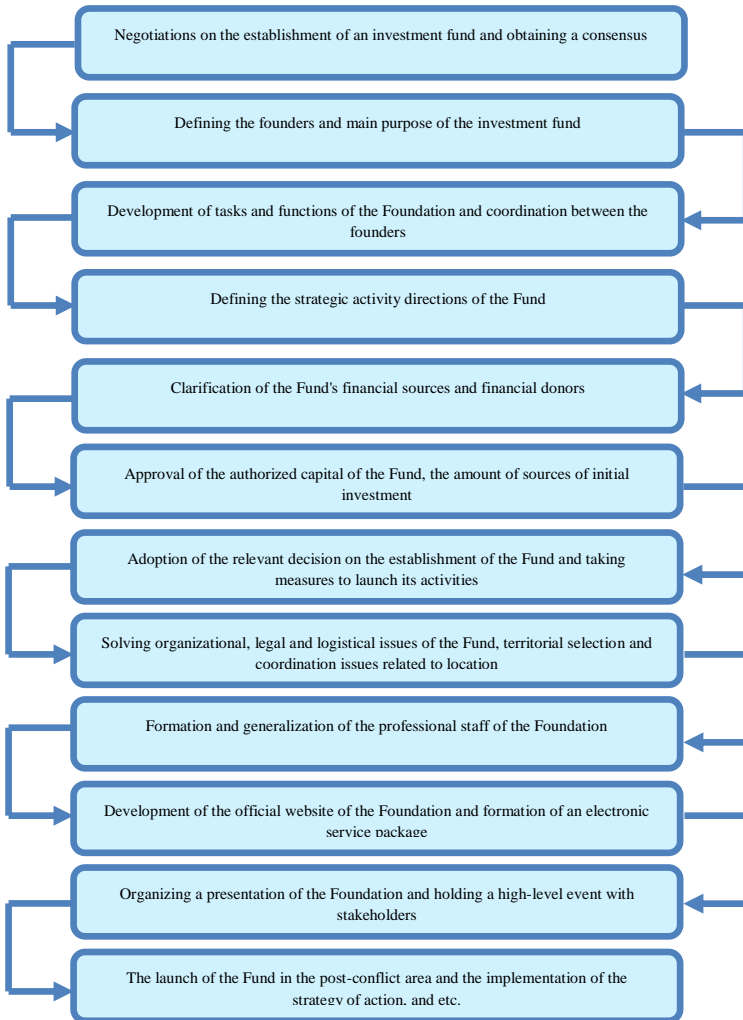 Negotiations on the establishment of an investment fund and obtaining a consensus
Defining the founders and main purpose of the investment fund
Development of tasks and functions of the Foundation and coordination between the
founders
Defining the strategic activity directions of the Fund
Clarification of the Fund's financial sources and financial donors
Approval of the authorized capital of the Fund, the amount of sources of initial
investment
Adoption of the relevant decision on the establishment of the Fund and taking
measures to launch its activities
Solving organizational, legal and logistical issues of the Fund, territorial selection and
coordination issues related to location
Formation and generalization of the professional staff of the Foundation
Development of the official website of the Foundation and formation of an electronic
service package
Organizing a presentation of the Foundation and holding a high-level event with
stakeholders
The launch of the Fund in the post-conflict area and the implementation of the
strategy of action, and etc.